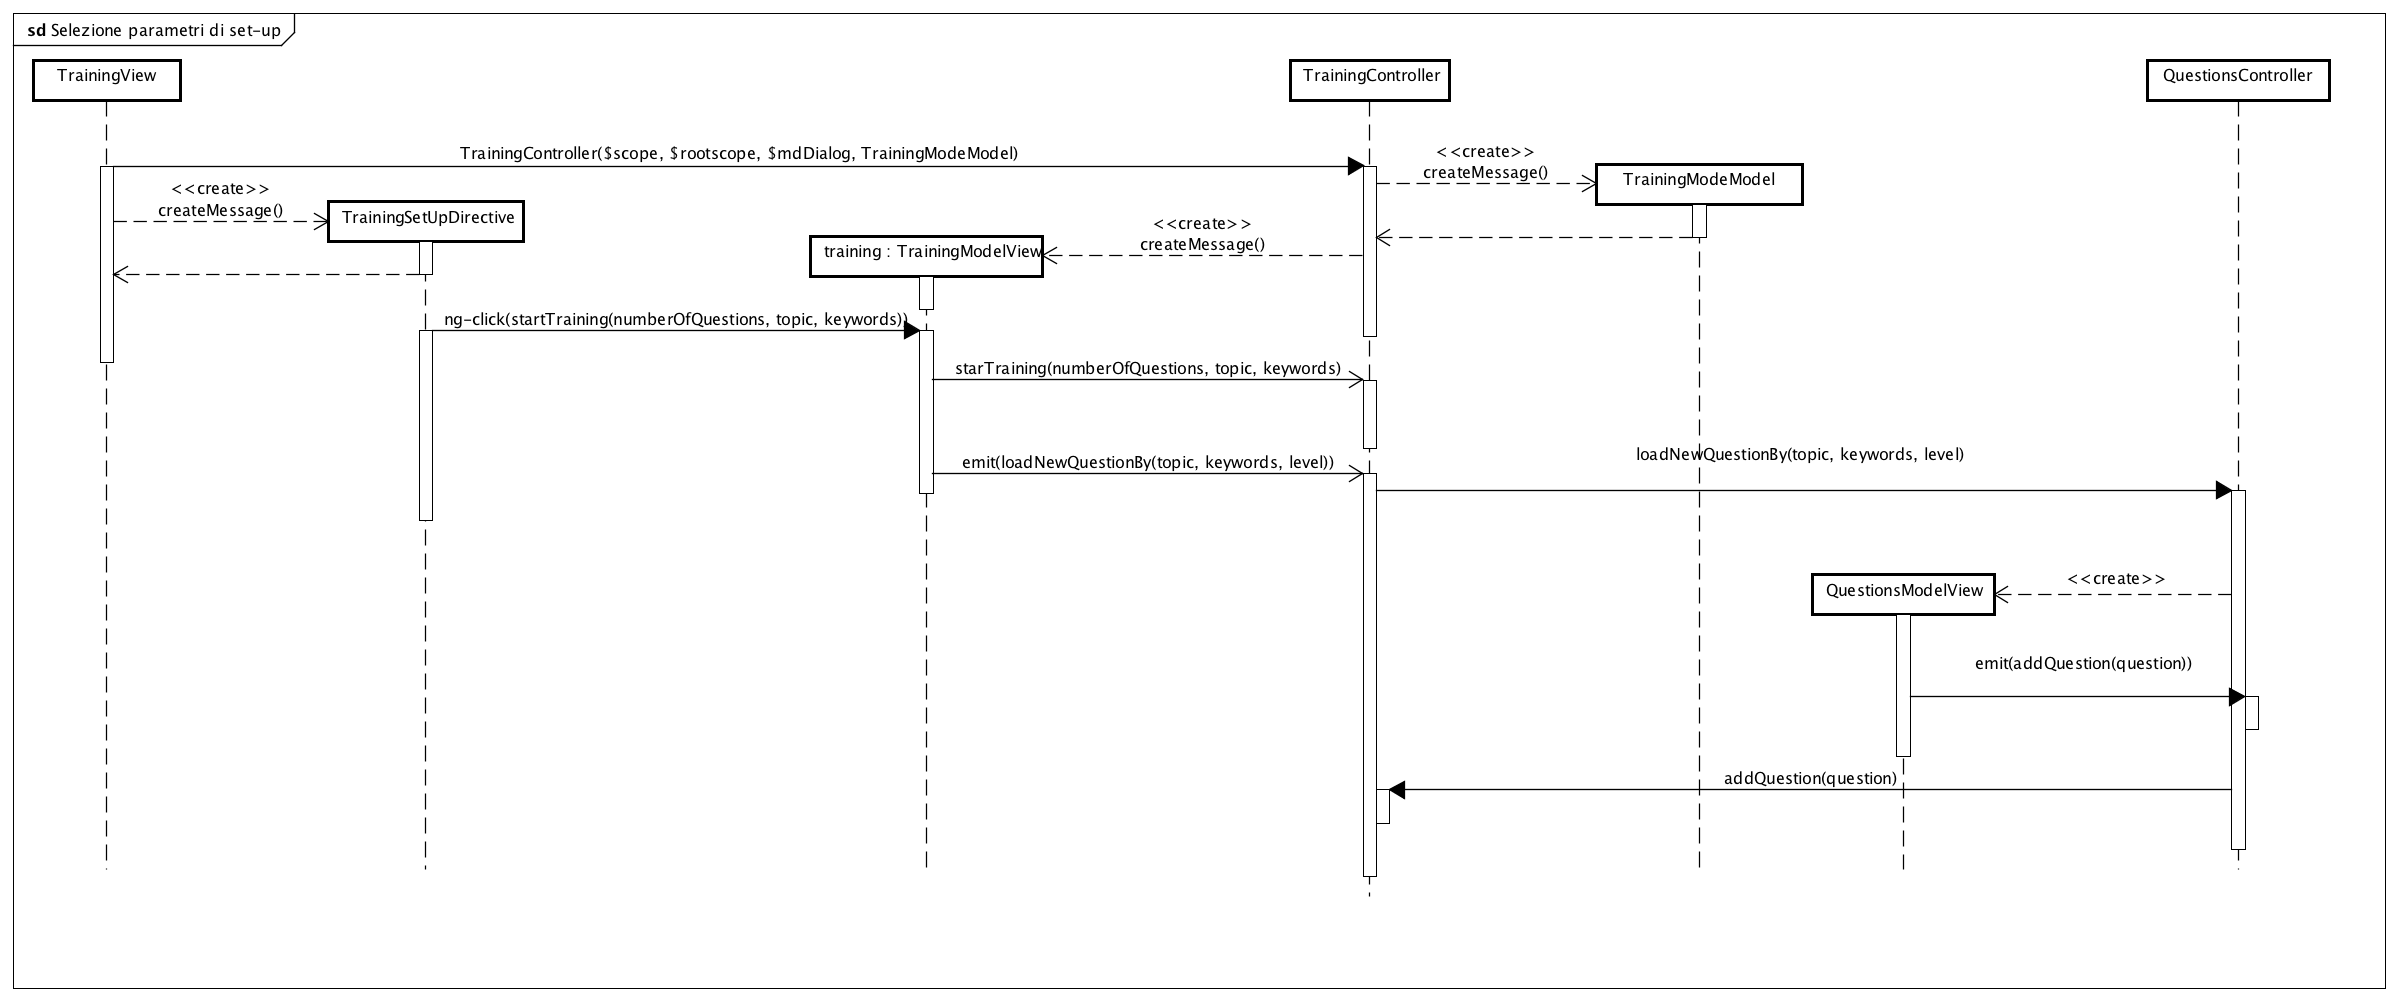 sd Selezione parametri di set-up
TrainingView
TrainingController
QuestionsController
TrainingController($scope, $rootscope, $mdDialog, TrainingModeModel)
<<create>>
createMessage()
TrainingModeModel
<<create>>
createMessage()
TrainingSetUpDirective
<<create>>
createMessage()
training : TrainingModelView
ng-click(startTraining(numberOfQuestions, topic, keywords))
starTraining(numberOfQuestions, topic, keywords)
emit(loadNewQuestionBy(topic, keywords, level))
loadNewQuestionBy(topic, keywords, level)
<<create>>
QuestionsModelView
emit(addQuestion(question))
addQuestion(question)